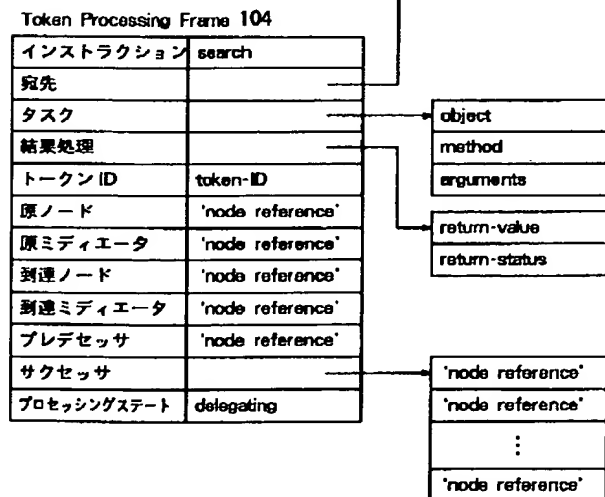 Token Processing Frame 104
インストラクション search
宛先
タスク
結果処理
トークンID token-ID
原ノード 'node reference'
原ミディエータ 'node reference'
到達ノード 'node reference'
到達ミディエータ 'node reference'
プレデセッサ 'node reference'
サクセッサ
プロセッシングステート delegating
object
method
arguments
return-value
return-status
'node reference'
'node reference'
⋮
'node reference'